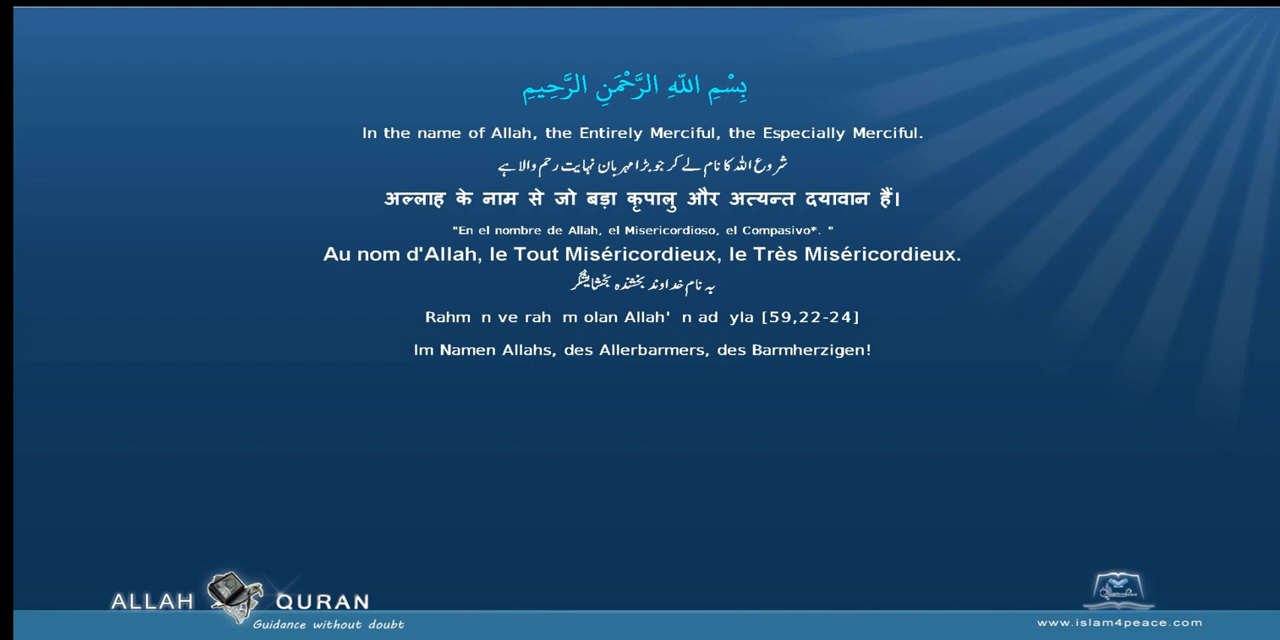 بِسْمِ اللّٰهِ الرَّحْمَنِ الرَّحِيمِ
In the name of Allah, the Entirely Merciful, the Especially Merciful.
شروع الله کا نام لے کر جو بڑا مہربان نہایت رحم والا ہے
अल्लाह के नाम से जो बड़ा कृपालु और अत्यन्त दयावान हैं।
"En el nombre de Allah, el Misericordioso, el Compasivo*. "
Au nom d'Allah, le Tout Miséricordieux, le Très Miséricordieux.
به نام خداوند بخشنده بخشایشگر
Rahm n ve rah m olan Allah' n ad yla [59,22-24]
Im Namen Allahs, des Allerbarmers, des Barmherzigen!
ALLAH QURAN
Guidance without doubt
www.islam4peace.com